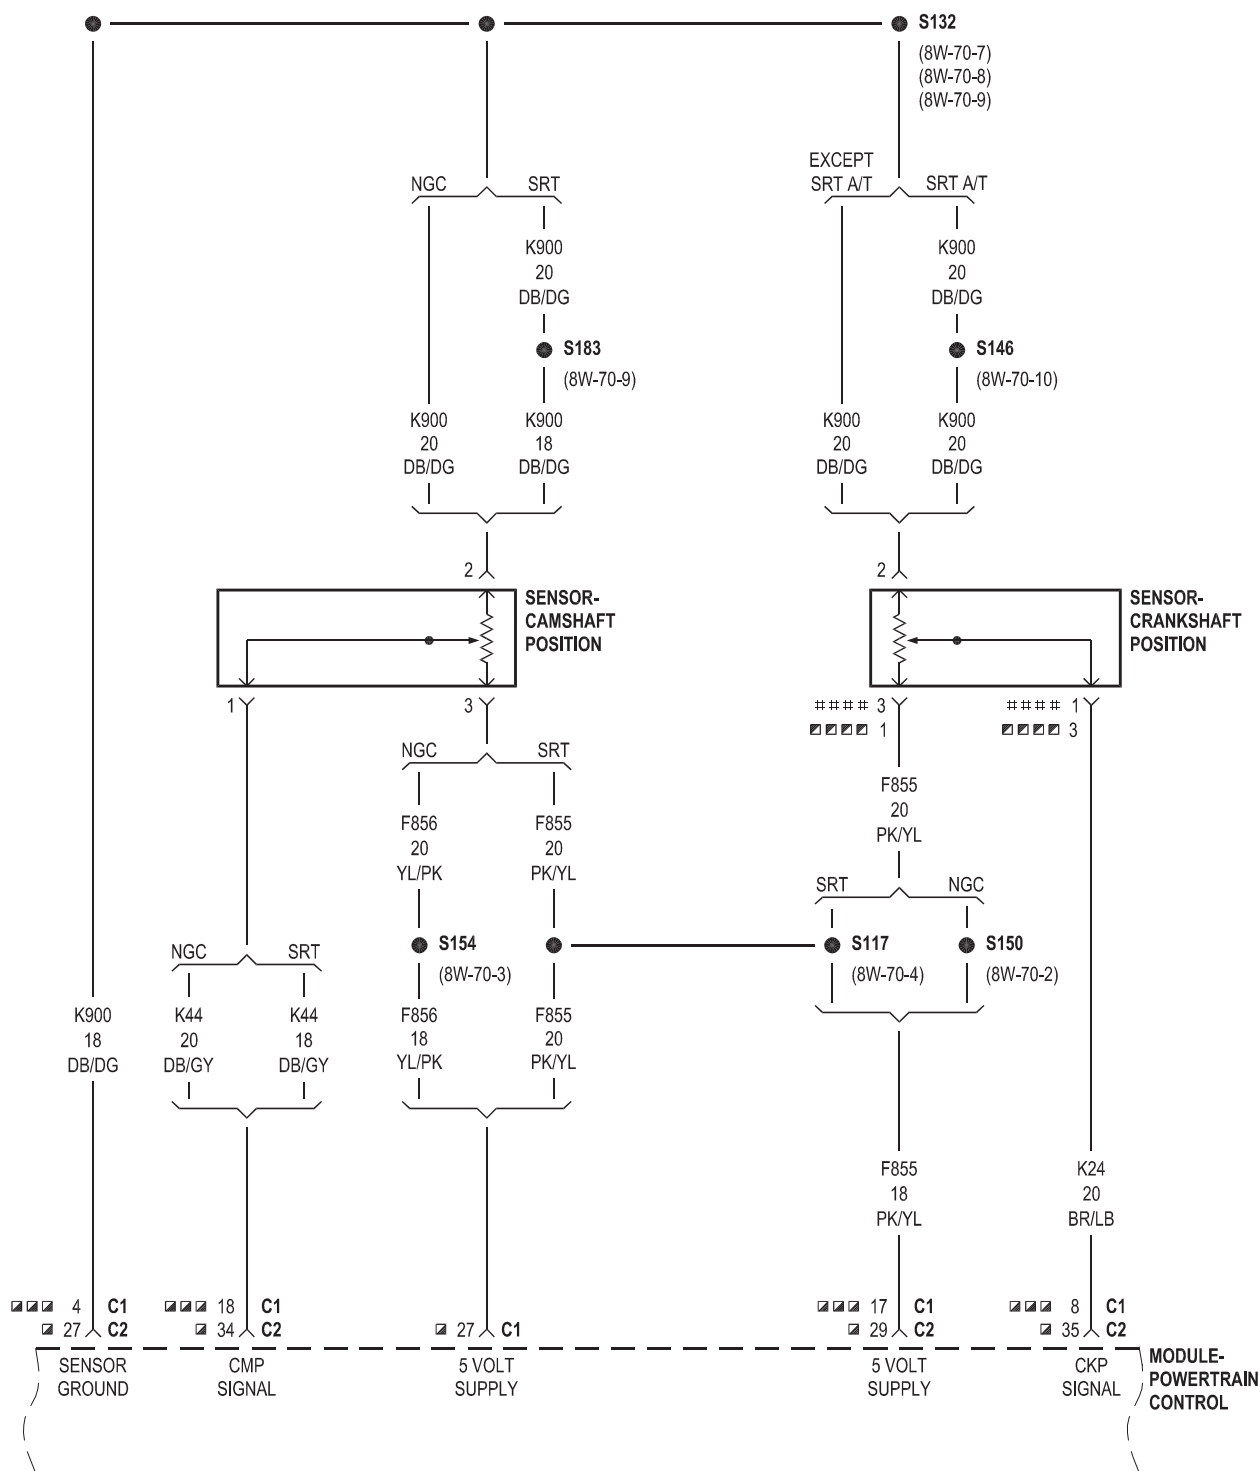 S132
(8W-70-7)
(8W-70-8)
(8W-70-9)
NGC
SRT
EXCEPT
SRT A/T
SRT A/T
K900
20
DB/DG
K900
20
DB/DG
S183
(8W-70-9)
S146
(8W-70-10)
K900
20
DB/DG
K900
18
DB/DG
K900
20
DB/DG
K900
20
DB/DG
2
2
SENSOR-
CAMSHAFT
POSITION
SENSOR-
CRANKSHAFT
POSITION
1
3
#### 3
1
#### 1
3
NGC
SRT
F855
20
PK/YL
F856
20
YL/PK
F855
20
PK/YL
SRT
NGC
S154
(8W-70-3)
S117
(8W-70-4)
S150
(8W-70-2)
NGC
SRT
K900
18
DB/DG
K44
20
DB/GY
K44
18
DB/GY
F856
18
YL/PK
F855
20
PK/YL
F855
18
PK/YL
K24
20
BR/LB
4 C1
27 C2
18 C1
34 C2
27 C1
17 C1
29 C2
8 C1
35 C2
SENSOR
GROUND
CMP
SIGNAL
5 VOLT
SUPPLY
5 VOLT
SUPPLY
CKP
SIGNAL
MODULE-
POWERTRAIN
CONTROL